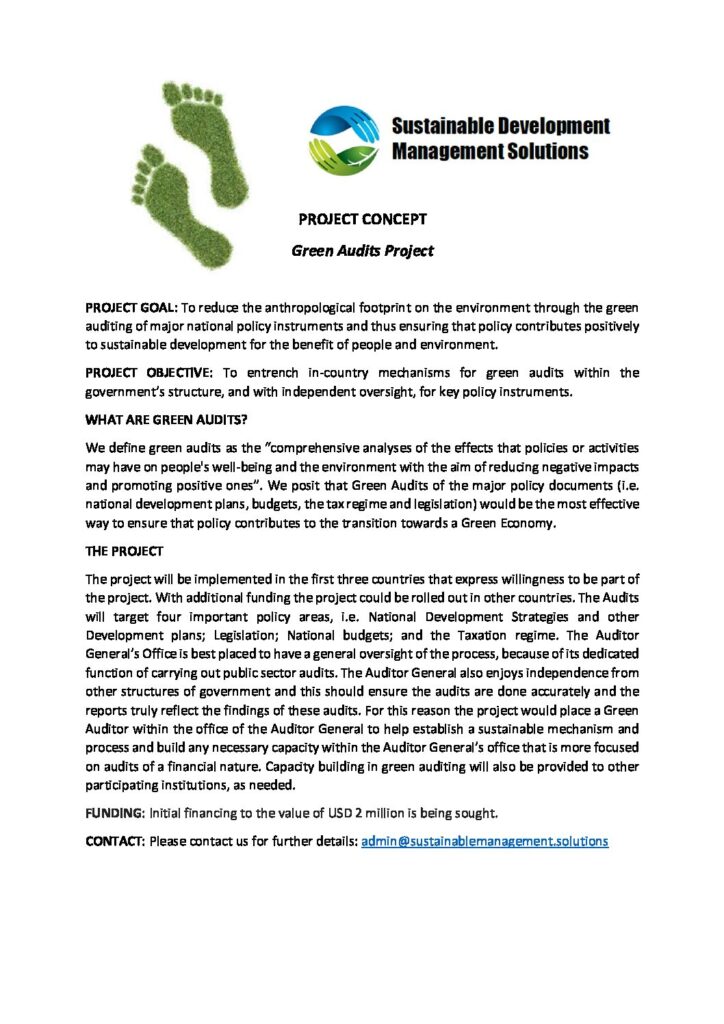 Sustainable Development
Management Solutions
PROJECT CONCEPT
Green Audits Project
PROJECT GOAL: To reduce the anthropological footprint on the environment through the green
auditing of major national policy instruments and thus ensuring that policy contributes positively
to sustainable development for the benefit of people and environment.
PROJECT OBJECTIVE: To entrench in-country mechanisms for green audits within the
government's structure, and with independent oversight, for key policy instruments.
WHAT ARE GREEN AUDITS?
We define green audits as the "comprehensive analyses of the effects that policies or activities
may have on people's well-being and the environment with the aim of reducing negative impacts
and promoting positive ones". We posit that Green Audits of the major policy documents (i.e.
national development plans, budgets, the tax regime and legislation) would be the most effective
way to ensure that policy contributes to the transition towards a Green Economy.
THE PROJECT
The project will be implemented in the first three countries that express willingness to be part of
the project. With additional funding the project could be rolled out in other countries. The Audits
will target four important policy areas, i.e. National Development Strategies and other
Development plans; Legislation; National budgets; and the Taxation regime. The Auditor
General's Office is best placed to have a general oversight of the process, because of its dedicated
function of carrying out public sector audits. The Auditor General also enjoys independence from
other structures of government and this should ensure the audits are done accurately and the
reports truly reflect the findings of these audits. For this reason the project would place a Green
Auditor within the office of the Auditor General to help establish a sustainable mechanism and
process and build any necessary capacity within the Auditor General's office that is more focused
on audits of a financial nature. Capacity building in green auditing will also be provided to other
participating institutions, as needed.
FUNDING: Initial financing to the value of USD 2 million is being sought.
CONTACT: Please contact us for further details: admin@sustainablemanagement.solutions